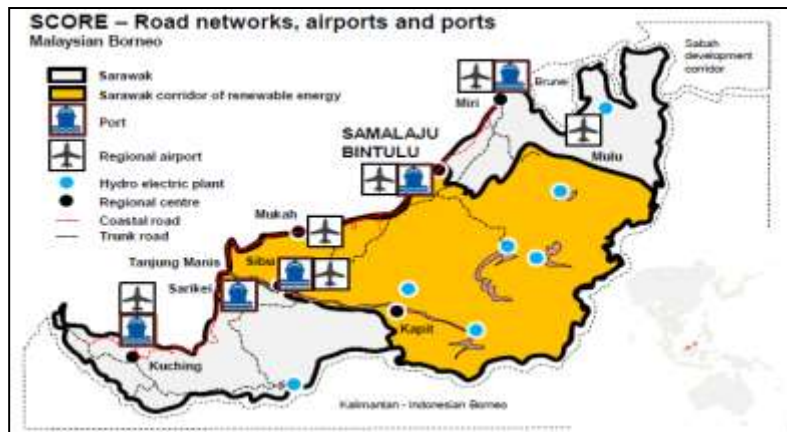 SCORE – Road networks, airports and ports
Malaysian Borneo
Sabah
development
corridor
Sarawak
Sarawak corridor of renewable energy
Port
Regional airport
Hydro electric plant
Regional centre
Coastal road
Trunk road
Brunei
Miri
Mulu
SAMALAJU
BINTULU
Mukah
Tanjung Manis
Sibu
Sarikei
Kapit
Kuching
Kalimantan - Indonesian Borneo